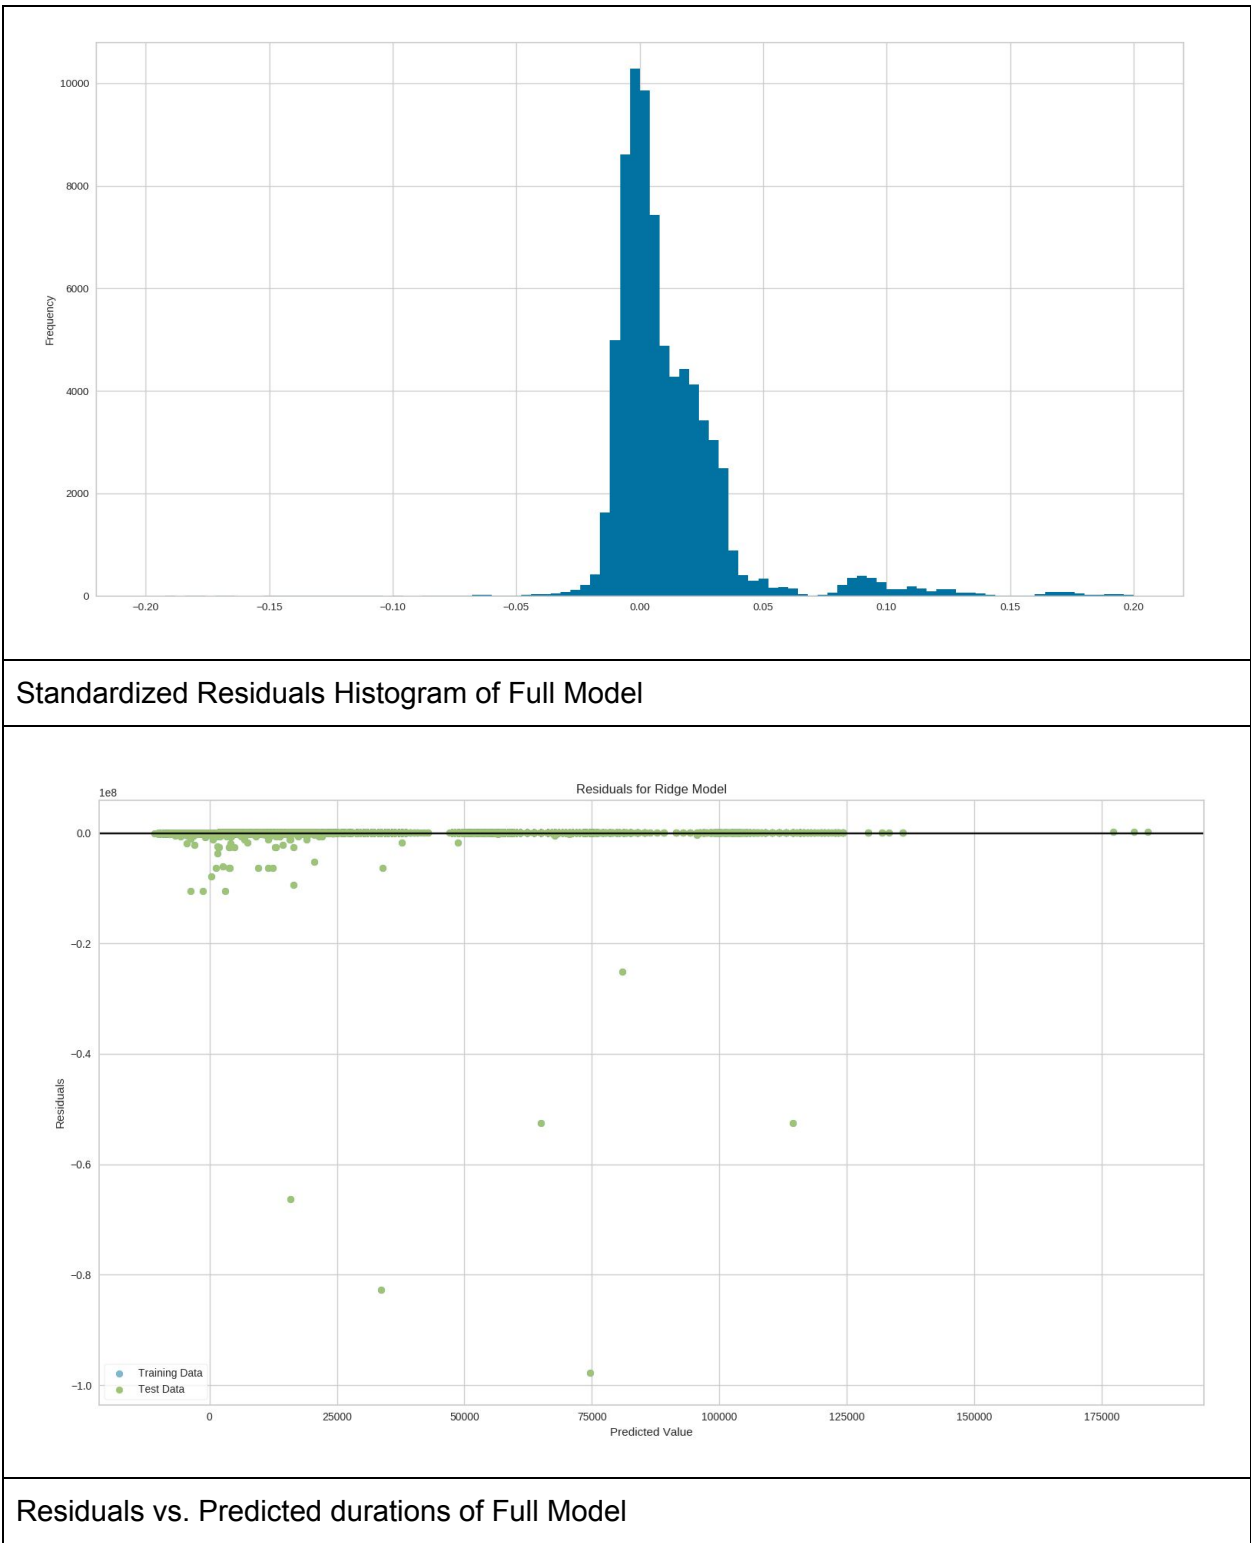 10000
8000
6000
4000
2000
0
Frequency
−0.20 −0.15 −0.10 −0.05 0.00 0.05 0.10 0.15 0.20
Standardized Residuals Histogram of Full Model
Residuals for Ridge Model
1e8
0.0
−0.2
−0.4
−0.6
−0.8
−1.0
Residuals
Training Data
Test Data
0 25000 50000 75000 100000 125000 150000 175000
Predicted Value
Residuals vs. Predicted durations of Full Model